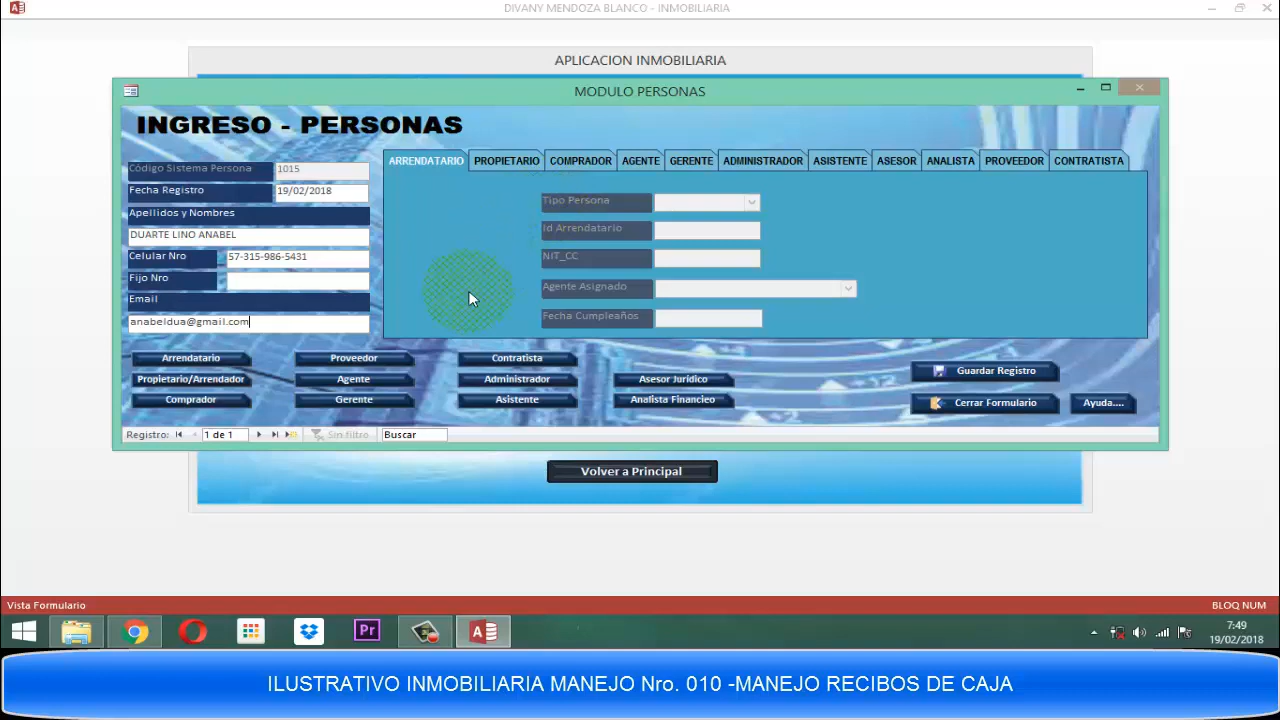 DIVANY MENDOZA BLANCO - INMOBILIARIA
APLICACION INMOBILIARIA
MODULO PERSONAS
INGRESO - PERSONAS
ARRENDATARIO PROPIETARIO COMPRADOR AGENTE GERENTE ADMINISTRADOR ASISTENTE ASESOR ANALISTA PROVEEDOR CONTRATISTA
Código Sistema Persona 1015
Fecha Registro 19/02/2018
Apellidos y Nombres
DUARTE LINO ANABEL
Celular Nro 57-315-986-5431
Fijo Nro
Email
anabeldua@gmail.com
Tipo Persona
Id Arrendatario
NIT_CC
Agente Asignado
Fecha Cumpleaños
Arrendatario Proveedor Contratista
Propietario/Arrendador Agente Administrador Asesor Jurídico
Comprador Gerente Asistente Analista Financieo
Guardar Registro
Cerrar Formulario Ayuda....
Registro: 1 de 1 Sin filtro Buscar
Volver a Principal
Vista Formulario BLOQ NUM
Pr
7:49
19/02/2018
ILUSTRATIVO INMOBILIARIA MANEJO Nro. 010 -MANEJO RECIBOS DE CAJA